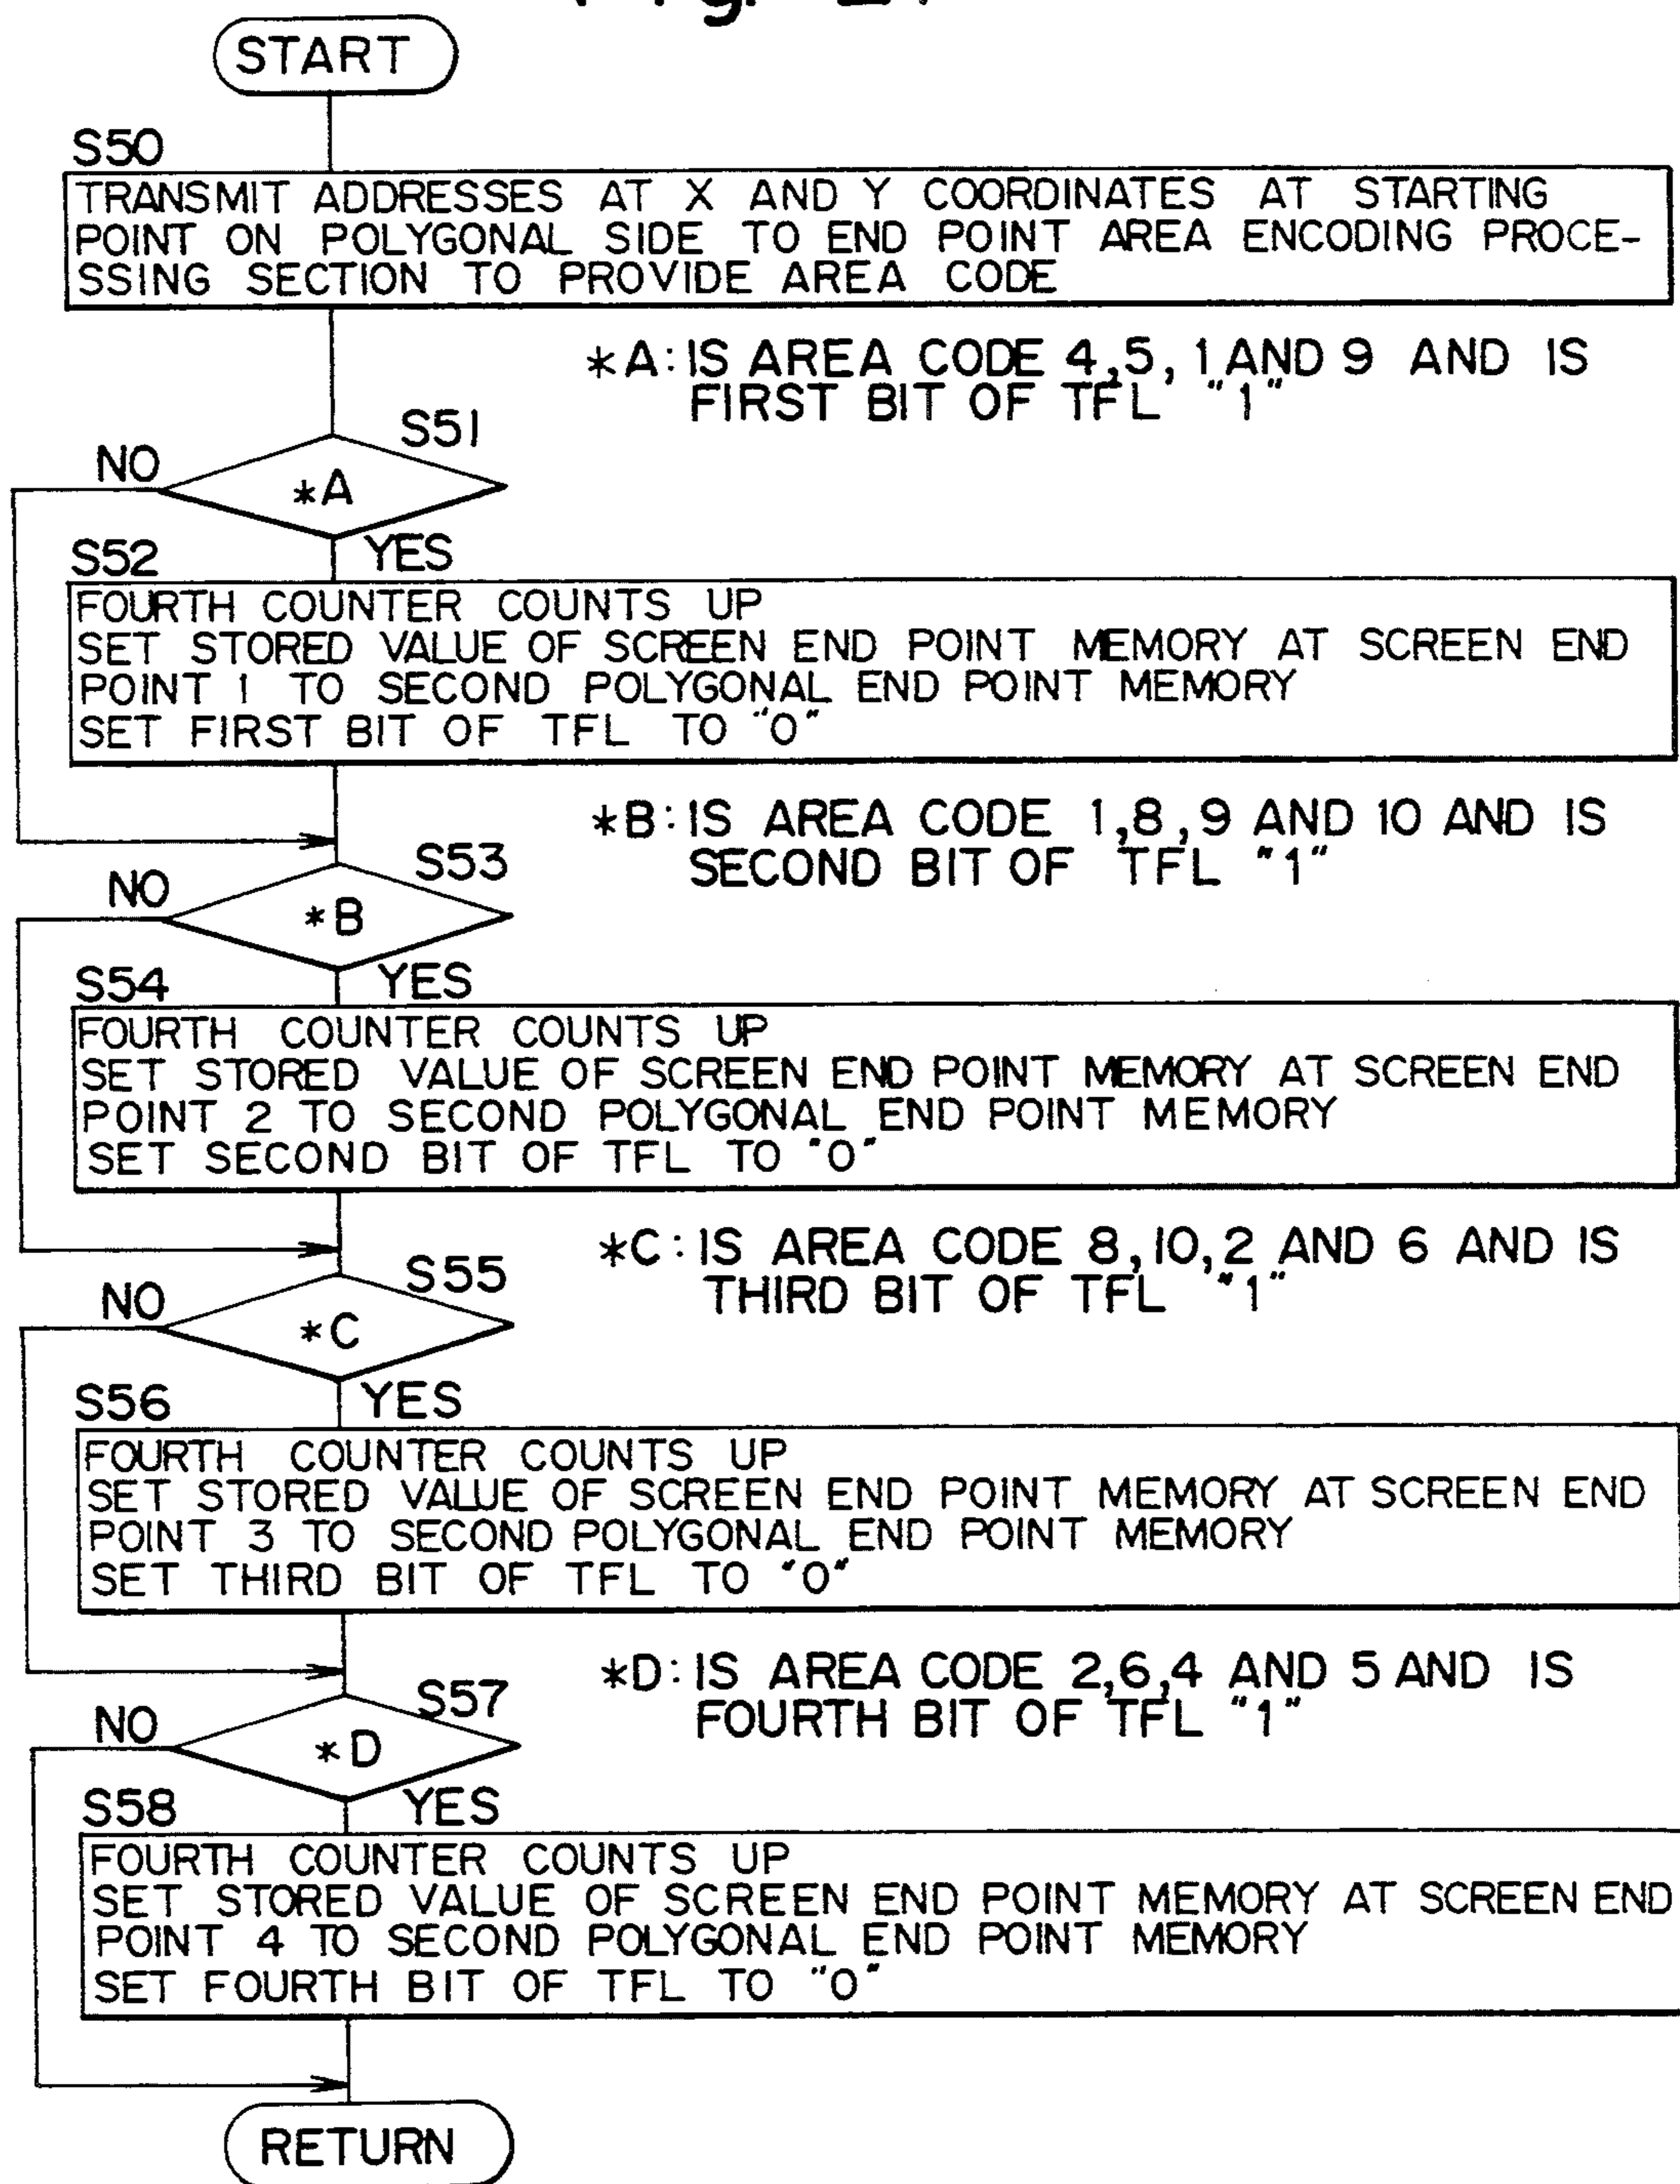 START
S50
TRANSMIT ADDRESSES AT X AND Y COORDINATES AT STARTING
POINT ON POLYGONAL SIDE TO END POINT AREA ENCODING PROCE-
SSING SECTION TO PROVIDE AREA CODE
*A: IS AREA CODE 4,5, 1 AND 9 AND IS
FIRST BIT OF TFL "1"
S51
NO
*A
YES
S52
FOURTH COUNTER COUNTS UP
SET STORED VALUE OF SCREEN END POINT MEMORY AT SCREEN END
POINT 1 TO SECOND POLYGONAL END POINT MEMORY
SET FIRST BIT OF TFL TO "0"
*B: IS AREA CODE 1,8,9 AND 10 AND IS
SECOND BIT OF TFL "1"
S53
NO
*B
YES
S54
FOURTH COUNTER COUNTS UP
SET STORED VALUE OF SCREEN END POINT MEMORY AT SCREEN END
POINT 2 TO SECOND POLYGONAL END POINT MEMORY
SET SECOND BIT OF TFL TO "0"
*C: IS AREA CODE 8,10,2 AND 6 AND IS
THIRD BIT OF TFL "1"
S55
NO
*C
YES
S56
FOURTH COUNTER COUNTS UP
SET STORED VALUE OF SCREEN END POINT MEMORY AT SCREEN END
POINT 3 TO SECOND POLYGONAL END POINT MEMORY
SET THIRD BIT OF TFL TO "0"
*D: IS AREA CODE 2,6,4 AND 5 AND IS
FOURTH BIT OF TFL "1"
S57
NO
*D
YES
S58
FOURTH COUNTER COUNTS UP
SET STORED VALUE OF SCREEN END POINT MEMORY AT SCREEN END
POINT 4 TO SECOND POLYGONAL END POINT MEMORY
SET FOURTH BIT OF TFL TO "0"
RETURN